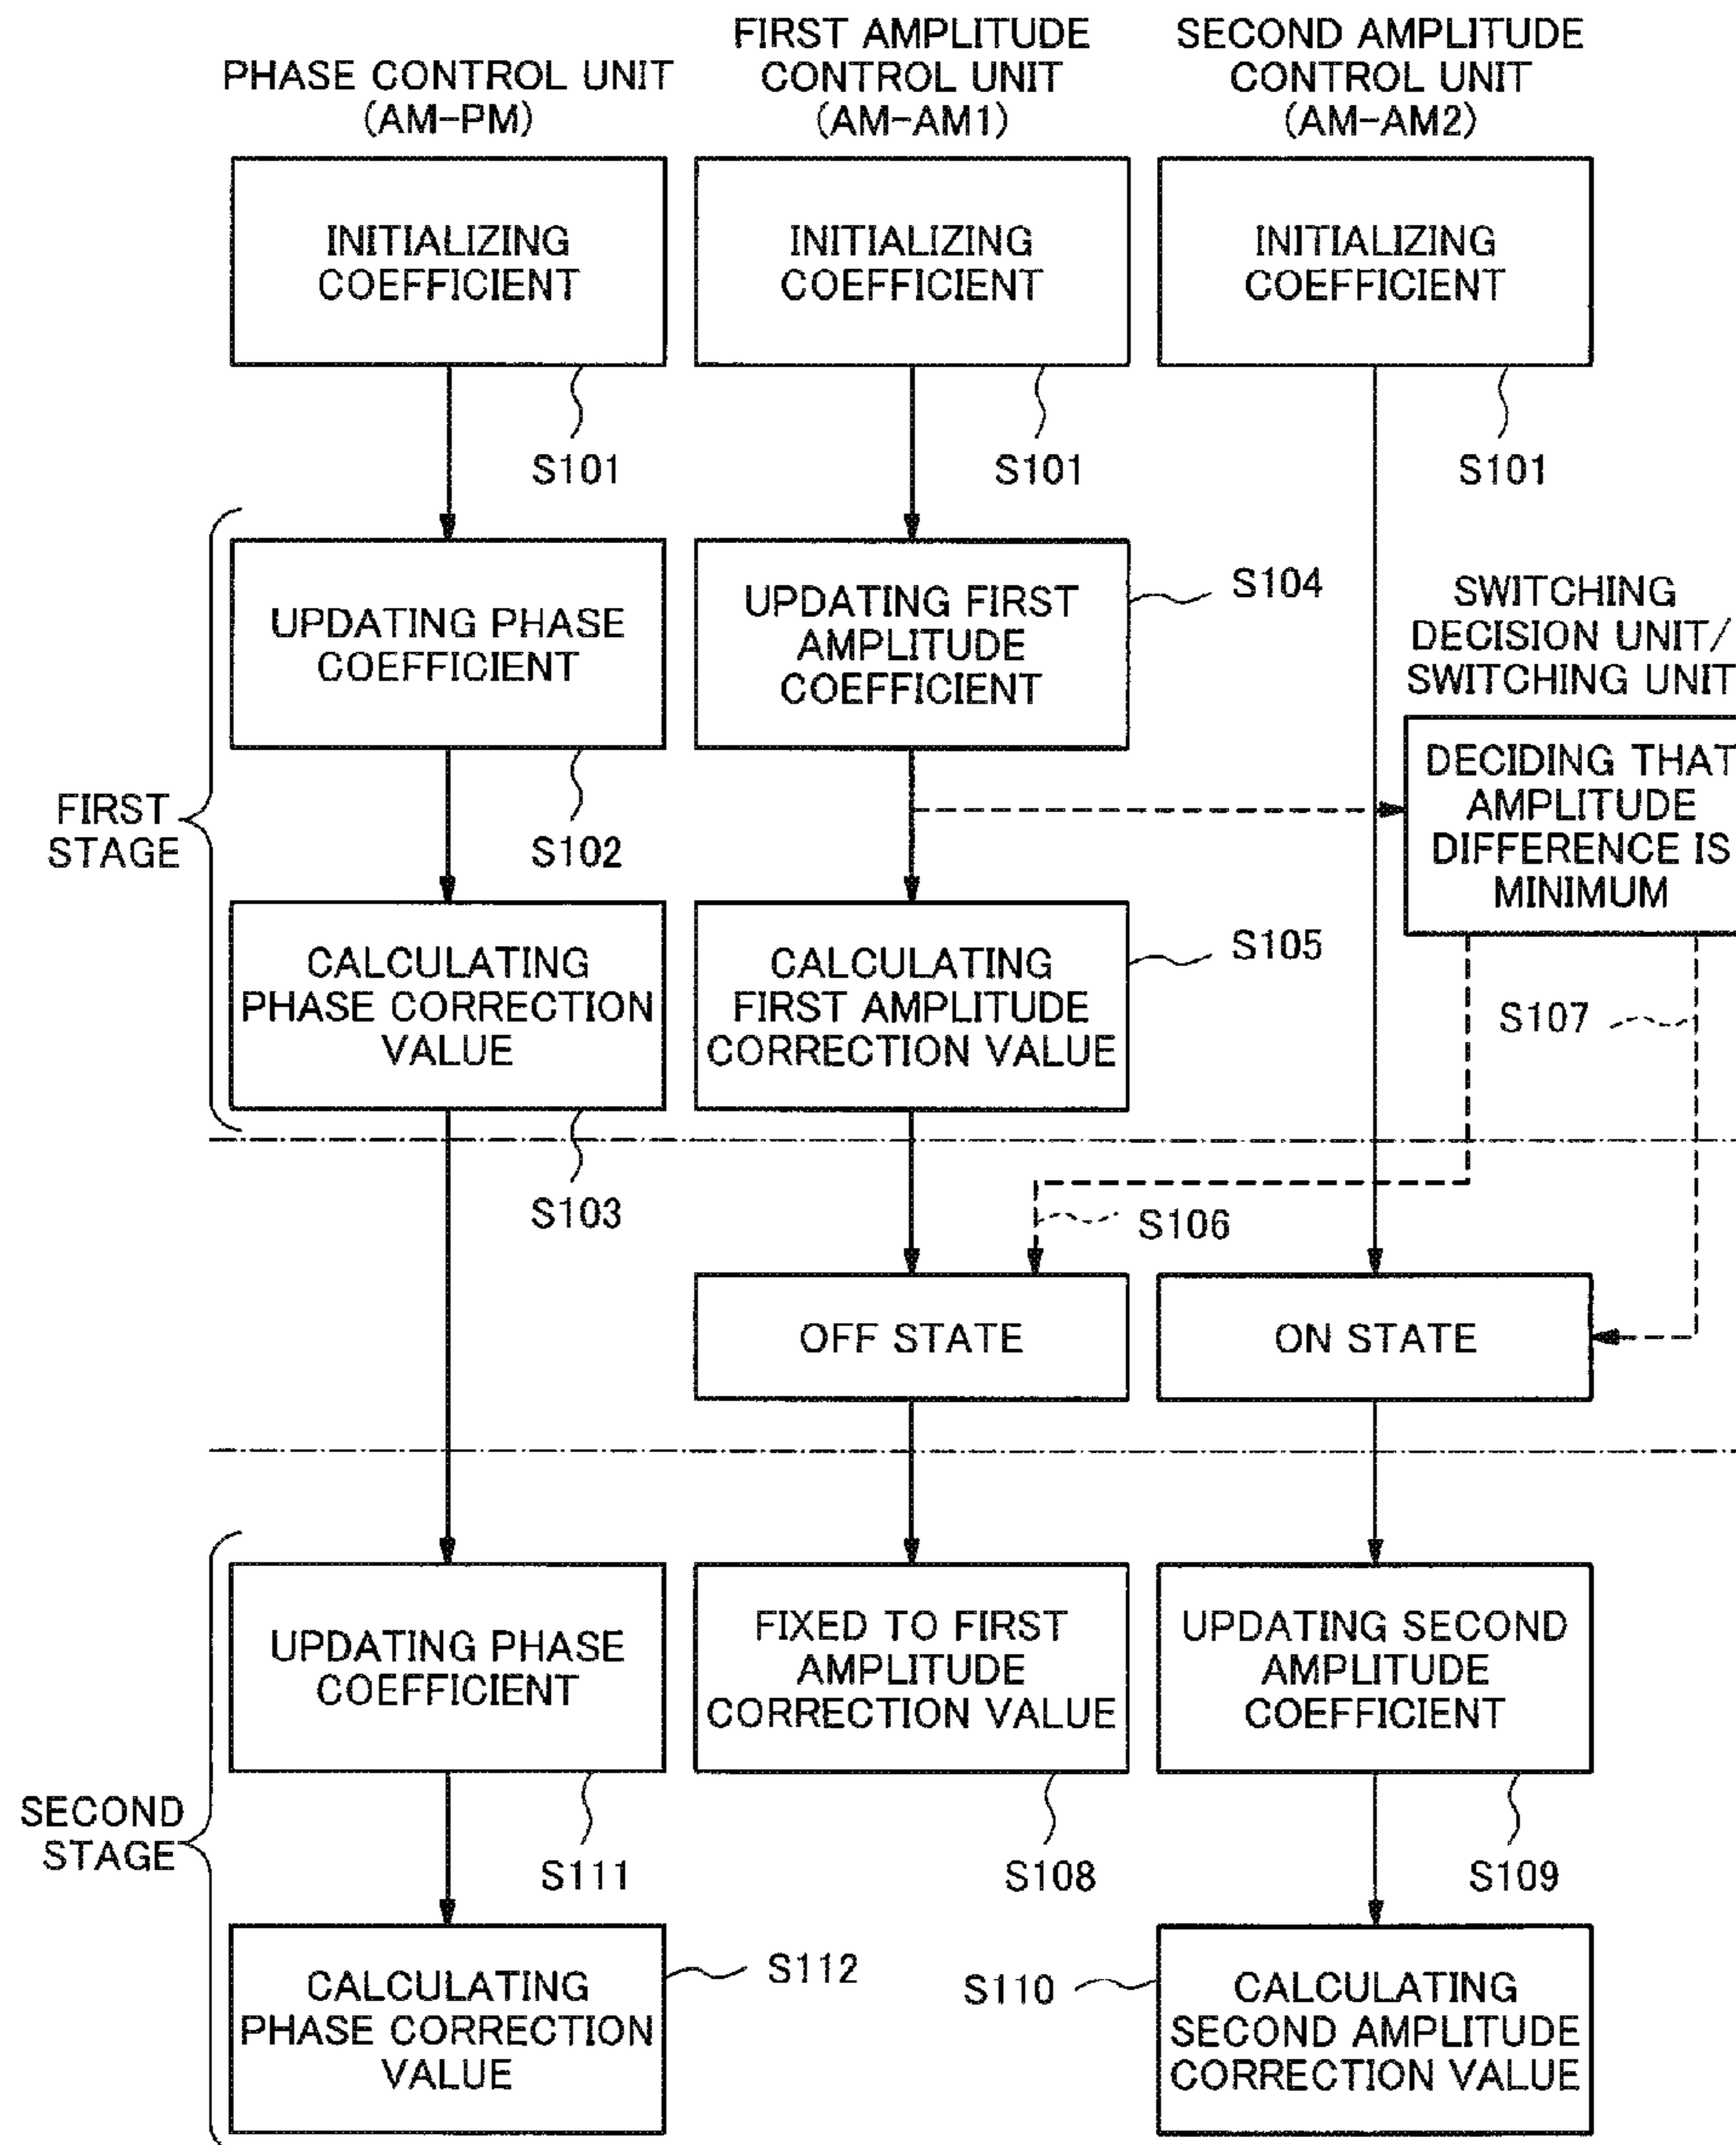 PHASE CONTROL UNIT
(AM-PM)
FIRST AMPLITUDE
CONTROL UNIT
(AM-AM1)
SECOND AMPLITUDE
CONTROL UNIT
(AM-AM2)
INITIALIZING
COEFFICIENT
INITIALIZING
COEFFICIENT
INITIALIZING
COEFFICIENT
S101
S101
S101
FIRST
STAGE
UPDATING PHASE
COEFFICIENT
S102
UPDATING FIRST
AMPLITUDE
COEFFICIENT
S104
SWITCHING
DECISION UNIT/
SWITCHING UNIT
DECIDING THAT
AMPLITUDE
DIFFERENCE IS
MINIMUM
CALCULATING
PHASE CORRECTION
VALUE
S103
CALCULATING
FIRST AMPLITUDE
CORRECTION VALUE
S105
S107
S106
OFF STATE
ON STATE
SECOND
STAGE
UPDATING PHASE
COEFFICIENT
S111
FIXED TO FIRST
AMPLITUDE
CORRECTION VALUE
S108
UPDATING SECOND
AMPLITUDE
COEFFICIENT
S109
CALCULATING
PHASE CORRECTION
VALUE
S112
S110
CALCULATING
SECOND AMPLITUDE
CORRECTION VALUE